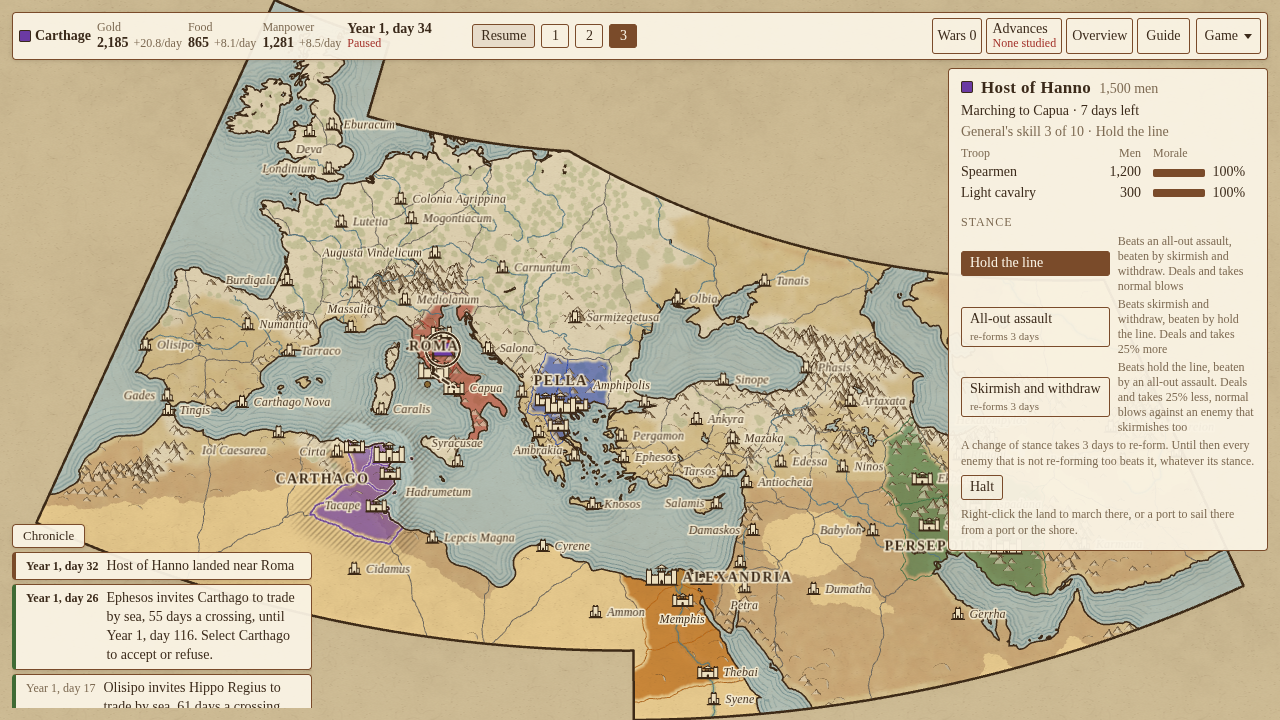 Carthage
Gold
2,185 +20.8/day
Food
865 +8.1/day
Manpower
1,281 +8.5/day
Year 1, day 34
Paused
Resume
1
2
3
Wars 0
Advances
None studied
Overview
Guide
Game
Host of Hanno 1,500 men
Marching to Capua · 7 days left
General's skill 3 of 10 · Hold the line
Troop Men Morale
Spearmen 1,200 100%
Light cavalry 300 100%
STANCE
Hold the line
Beats an all-out assault,
beaten by skirmish and
withdraw. Deals and takes
normal blows
All-out assault
re-forms 3 days
Beats skirmish and
withdraw, beaten by hold
the line. Deals and takes
25% more
Skirmish and withdraw
re-forms 3 days
Beats hold the line, beaten
by an all-out assault. Deals
and takes 25% less, normal
blows against an enemy that
skirmishes too
A change of stance takes 3 days to re-form. Until then every
enemy that is not re-forming too beats it, whatever its stance.
Halt
Right-click the land to march there, or a port to sail there
from a port or the shore.
Eburacum
Deva
Londinium
Colonia Agrippina
Lutetia
Mogontiacum
Augusta Vindelicum
Carnuntum
Burdigala
Mediolanum
Massalia
Olbia
Tanais
Numantia
Sarmizegetusa
Olisipo
Tarraco
ROMA
Salona
Phasis
PELLA
Amphipolis
Sinope
Capua
Gades
Carthago Nova
Tingis
Caralis
Artaxata
Ankyra
Pergamon
Mazaka
Iol Caesarea
Cirta
Syracusae
Ambrakia
Ephesos
Edessa
Ninos
Tarsos
CARTHAGO
Antiocheia
Hadrumetum
Tacape
Knosos
Salamis
Lepcis Magna
Damaskos
Babylon
Cyrene
PERSEP
Cidamus
ALEXANDRIA
Dumatha
Petra
Ammon
Memphis
Gerrha
Thebai
Syene
Chronicle
Year 1, day 32 Host of Hanno landed near Roma
Year 1, day 26 Ephesos invites Carthago to trade
by sea, 55 days a crossing, until
Year 1, day 116. Select Carthago
to accept or refuse.
Year 1, day 17 Olisipo invites Hippo Regius to
trade by sea, 61 days a crossing